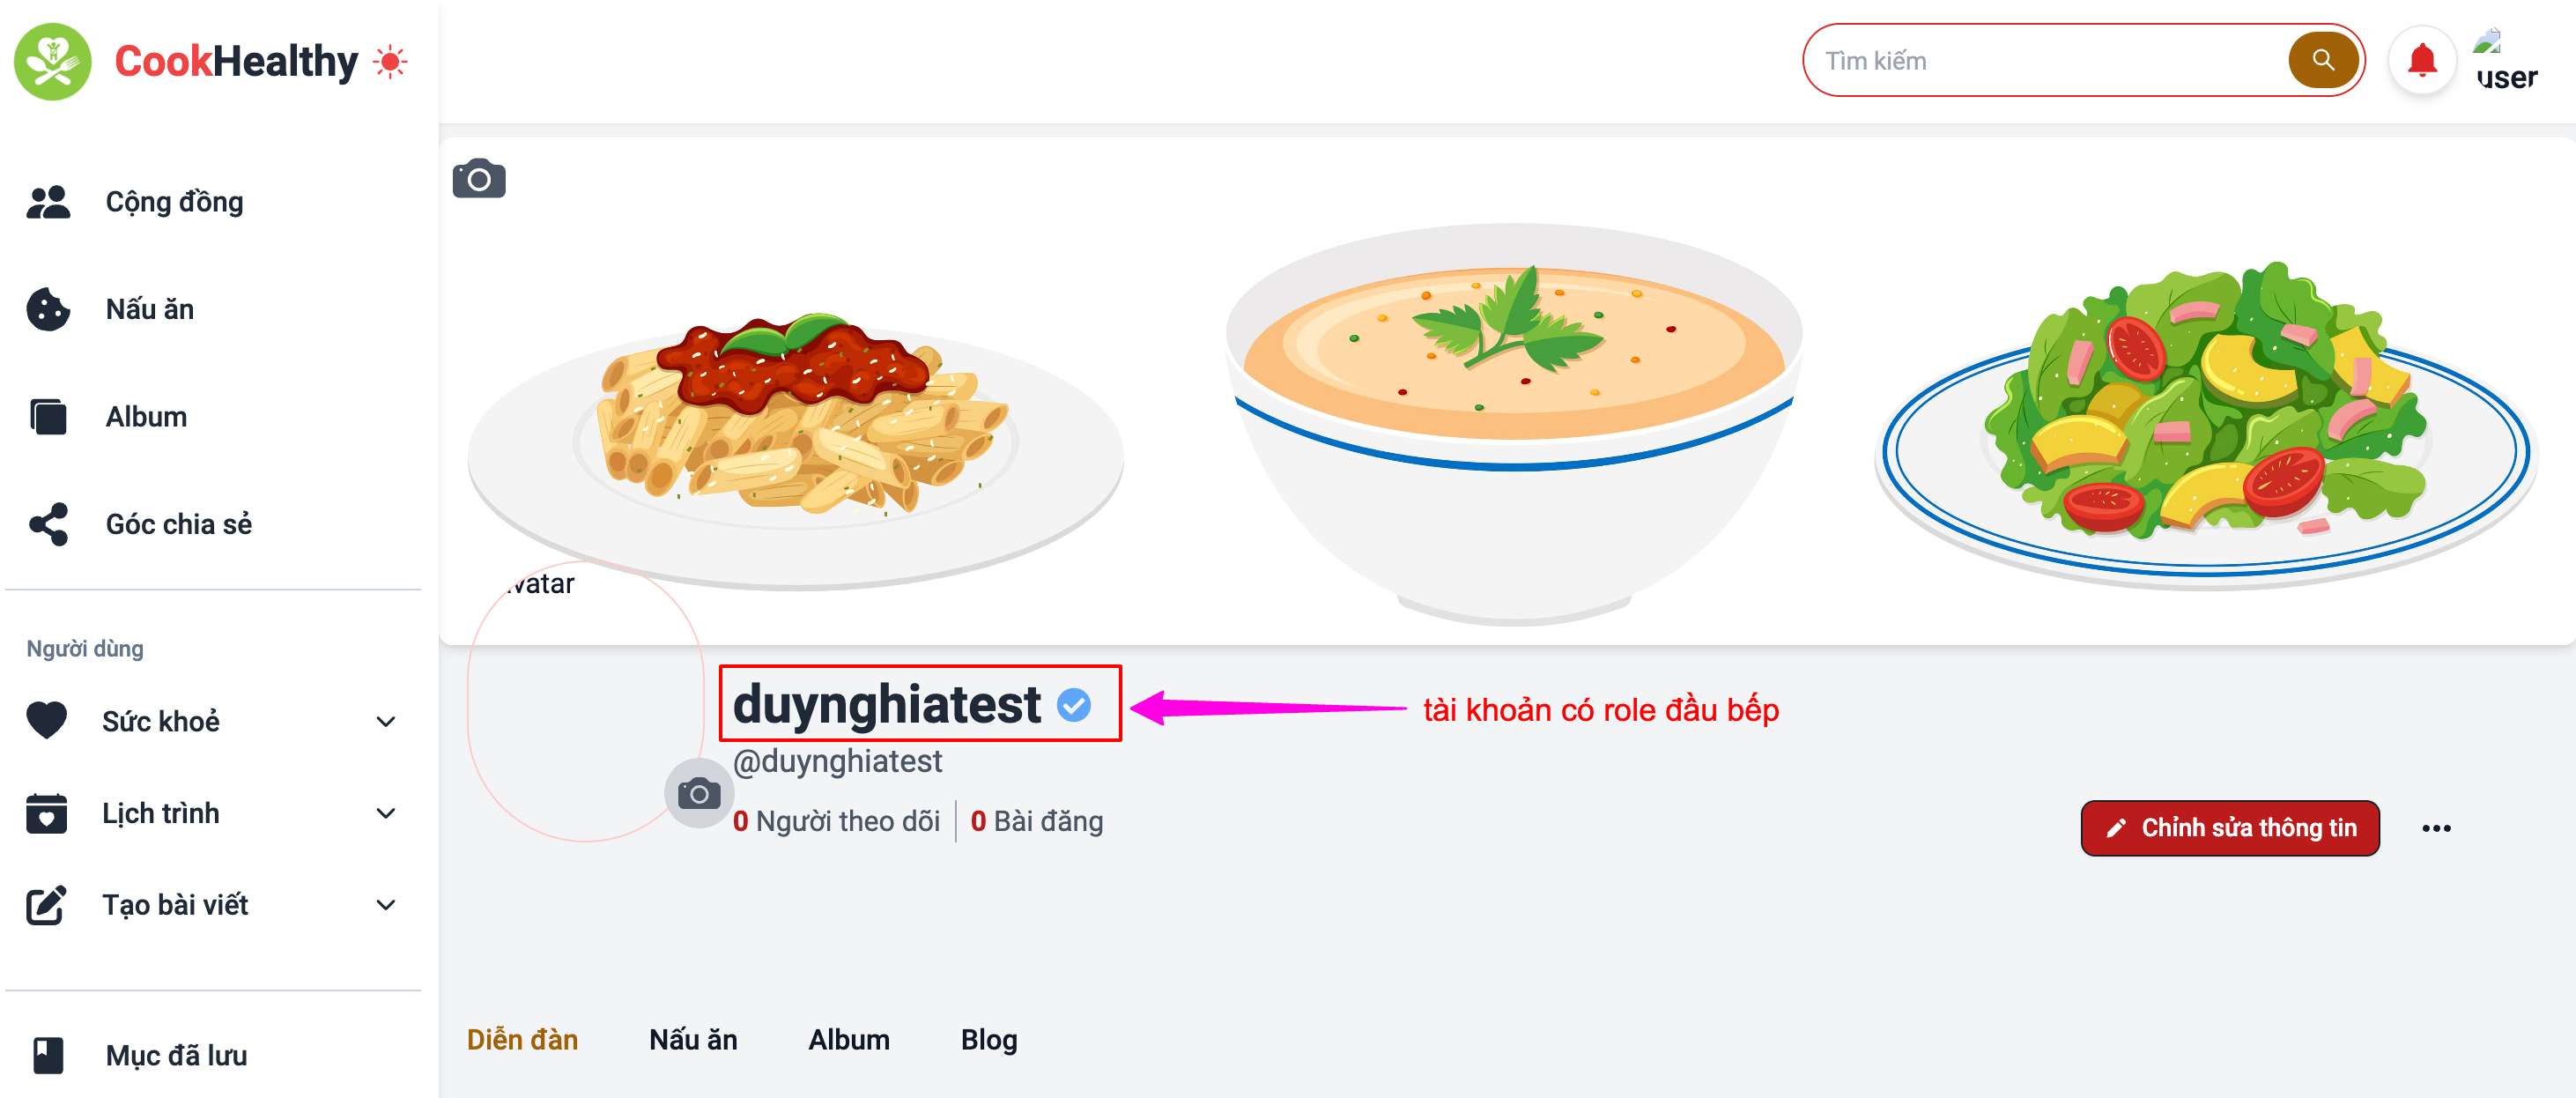 CookHealthy
Tìm kiếm
user
Cộng đồng
Nấu ăn
Album
Góc chia sẻ
Người dùng
Sức khoẻ
Lịch trình
Tạo bài viết
Mục đã lưu
vatar
duynghiatest
tài khoản có role đầu bếp
@duynghiatest
0 Người theo dõi 0 Bài đăng
Chỉnh sửa thông tin
Diễn đàn Nấu ăn Album Blog